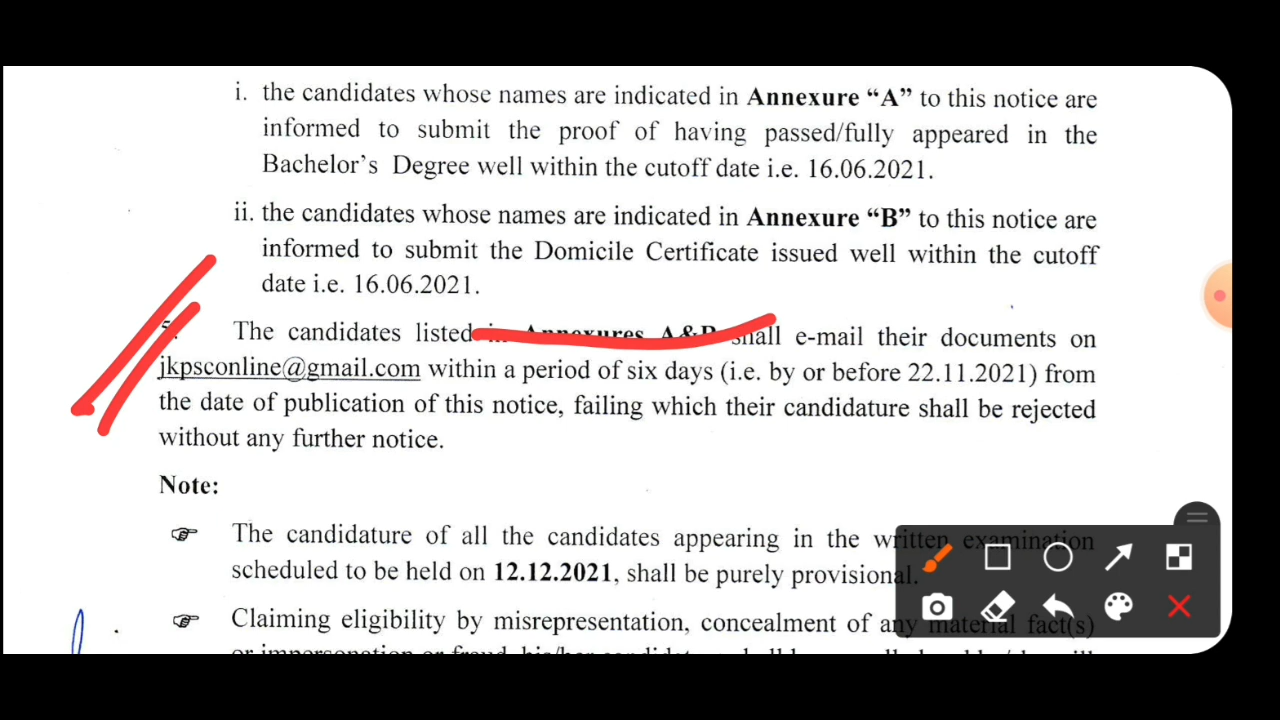 i. the candidates whose names are indicated in Annexure “A” to this notice are
informed to submit the proof of having passed/fully appeared in the
Bachelor’s Degree well within the cutoff date i.e. 16.06.2021.
ii. the candidates whose names are indicated in Annexure “B” to this notice are
informed to submit the Domicile Certificate issued well within the cutoff
date i.e. 16.06.2021.
The candidates listed in Annexures A&B shall e-mail their documents on
jkpsconline@gmail.com within a period of six days (i.e. by or before 22.11.2021) from
the date of publication of this notice, failing which their candidature shall be rejected
without any further notice.
Note:
The candidature of all the candidates appearing in the written examination
scheduled to be held on 12.12.2021, shall be purely provisional.
Claiming eligibility by misrepresentation, concealment of any material fact(s)